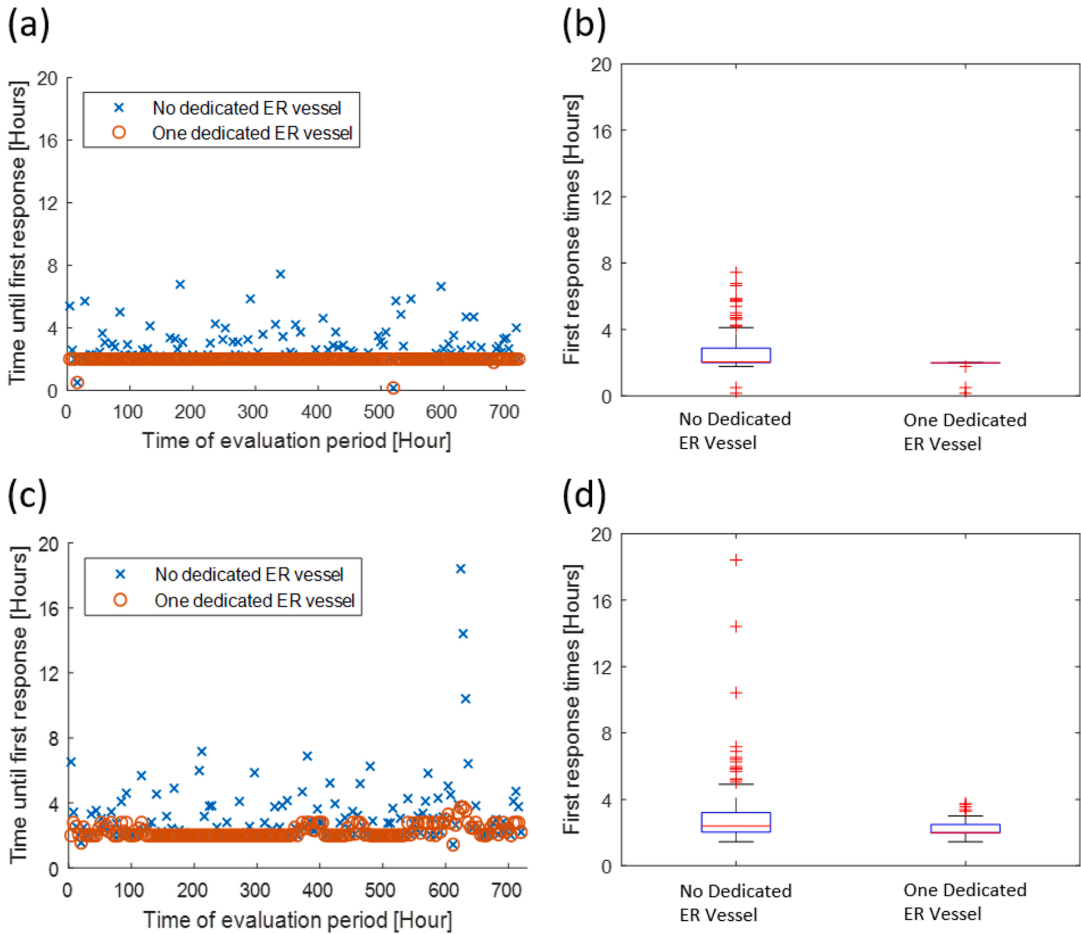 (a)
(b)
Time until first response [Hours]
20
16
12
8
4
0
No dedicated ER vessel
One dedicated ER vessel
0 100 200 300 400 500 600 700
Time of evaluation period [Hour]
First response times [Hours]
20
16
12
8
4
0
No Dedicated
ER Vessel
One Dedicated
ER Vessel
(c)
(d)
Time until first response [Hours]
20
16
12
8
4
0
No dedicated ER vessel
One dedicated ER vessel
0 100 200 300 400 500 600 700
Time of evaluation period [Hour]
First response times [Hours]
20
16
12
8
4
0
No Dedicated
ER Vessel
One Dedicated
ER Vessel